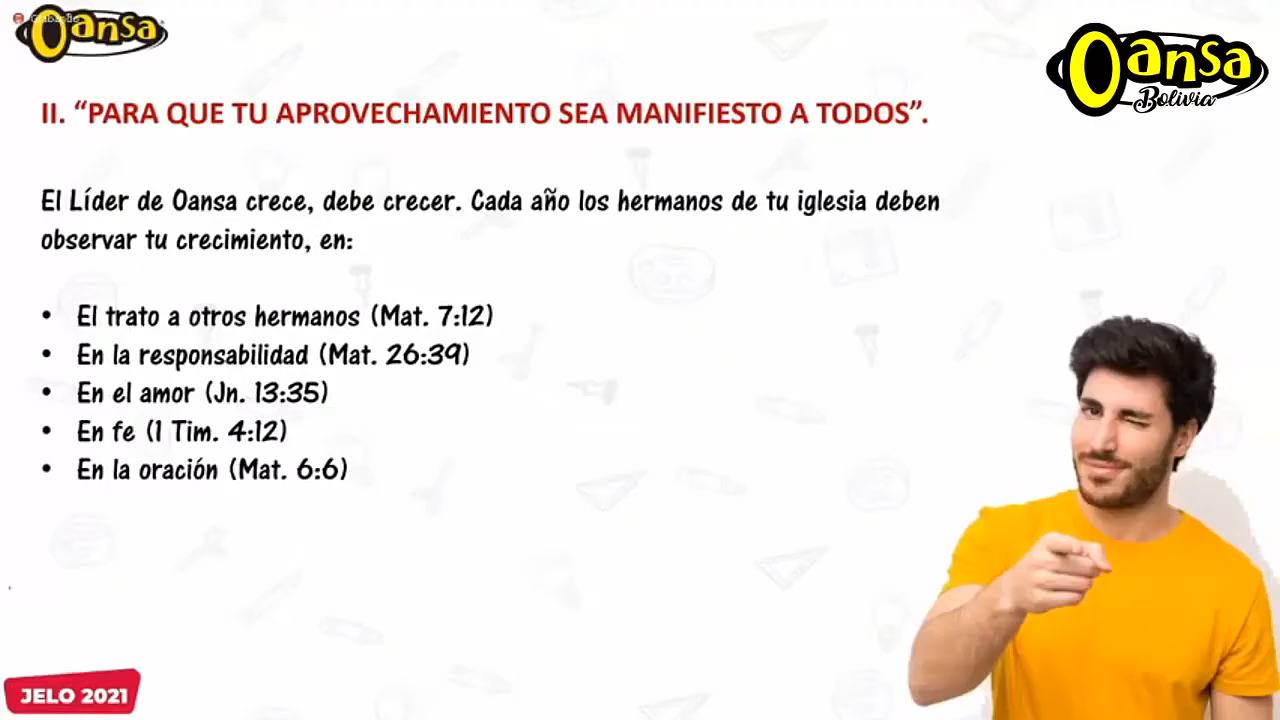 Oansa
Oansa
Bolivia
II. “PARA QUE TU APROVECHAMIENTO SEA MANIFIESTO A TODOS”.
El Líder de Oansa crece, debe crecer. Cada año los hermanos de tu iglesia deben
observar tu crecimiento, en:
• El trato a otros hermanos (Mat. 7:12)
• En la responsabilidad (Mat. 26:39)
• En el amor (Jn. 13:35)
• En fe (1 Tim. 4:12)
• En la oración (Mat. 6:6)
JELO 2021